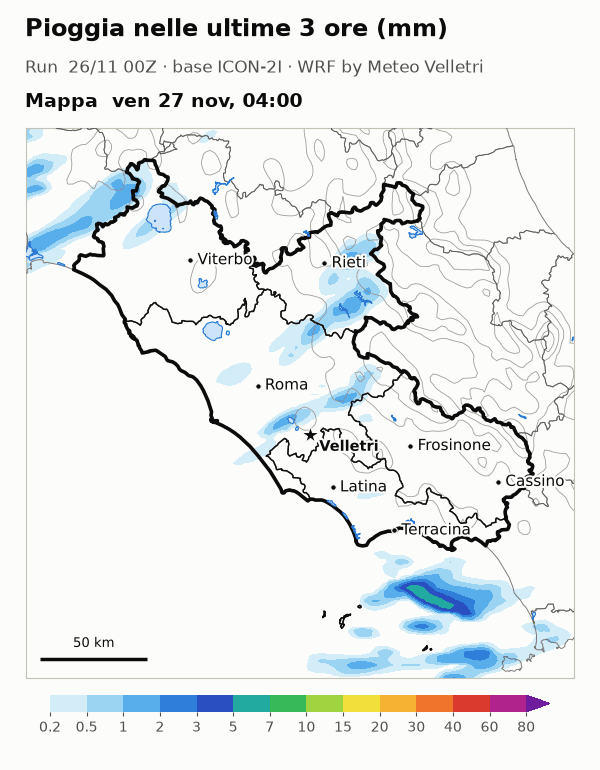 Pioggia nelle ultime 3 ore (mm)
Run  26/11 00Z · base ICON-2I · WRF by Meteo Velletri
Mappa  ven 27 nov, 04:00
Viterbo
Rieti
Roma
Velletri
Frosinone
Latina
Cassino
Terracina
50 km
0.2 0.5 1 2 3 5 7 10 15 20 30 40 60 80